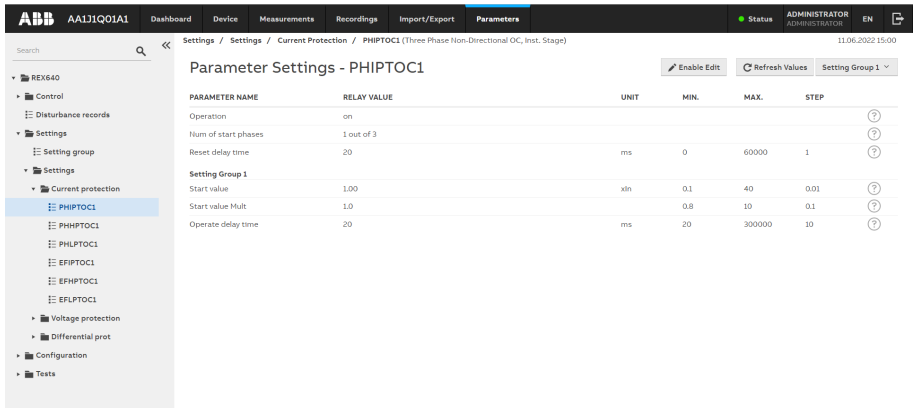 ABB AA1J1Q01A1 Dashboard Device Measurements Recordings Import/Export Parameters Status ADMINISTRATOR ADMINISTRATOR EN
Search
Settings / Settings / Current Protection / PHIPTOC1 (Three Phase Non-Directional OC, Inst. Stage) 11.06.2022 15:00
Parameter Settings - PHIPTOC1 Enable Edit Refresh Values Setting Group 1
REX640
Control
Disturbance records
Settings
Setting group
Settings
Current protection
PHIPTOC1
PHHPTOC1
PHLPTOC1
EFIPTOC1
EFHPTOC1
EFLPTOC1
Voltage protection
Differential prot
Configuration
Tests
PARAMETER NAME RELAY VALUE UNIT MIN. MAX. STEP
Operation on ?
Num of start phases 1 out of 3 ?
Reset delay time 20 ms 0 60000 1 ?
Setting Group 1
Start value 1.00 xIn 0.1 40 0.01 ?
Start value Mult 1.0 0.8 10 0.1 ?
Operate delay time 20 ms 20 300000 10 ?